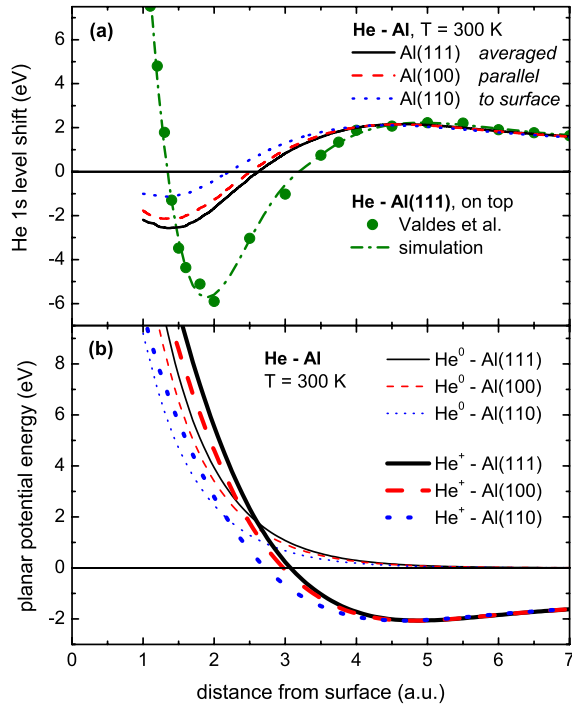 (a)
He - Al, T = 300 K
Al(111) averaged
Al(100) parallel
Al(110) to surface
He 1s level shift (eV)
6
4
2
0
-2
-4
-6
He - Al(111), on top
Valdes et al.
simulation
(b)
He - Al
T = 300 K
He⁰ - Al(111)
He⁰ - Al(100)
He⁰ - Al(110)
He⁺ - Al(111)
He⁺ - Al(100)
He⁺ - Al(110)
planar potential energy (eV)
8
6
4
2
0
-2
0 1 2 3 4 5 6 7
distance from surface (a.u.)